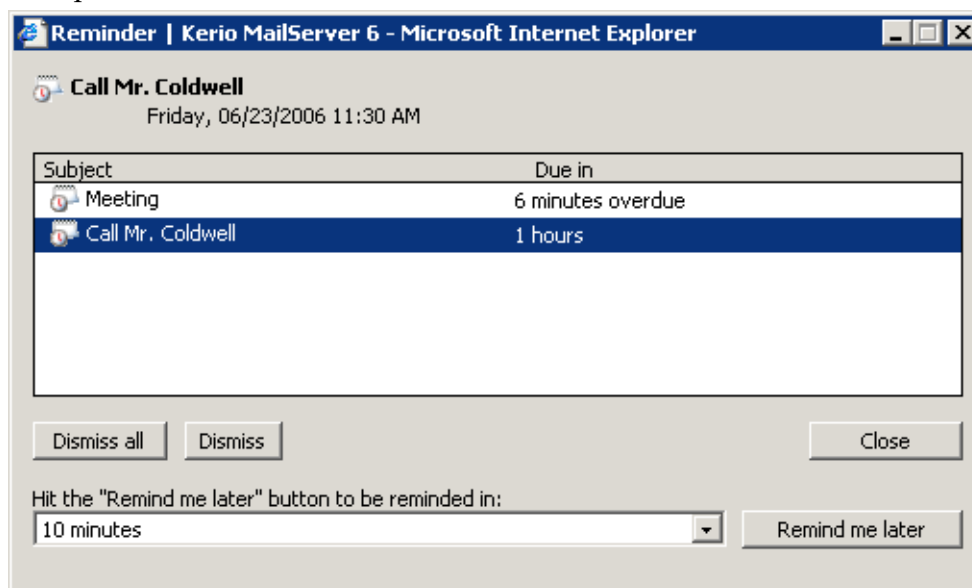 Reminder | Kerio MailServer 6 - Microsoft Internet Explorer
Call Mr. Coldwell
Friday, 06/23/2006 11:30 AM
Subject Due in
Meeting 6 minutes overdue
Call Mr. Coldwell 1 hours
Dismiss all Dismiss Close
Hit the "Remind me later" button to be reminded in:
10 minutes Remind me later